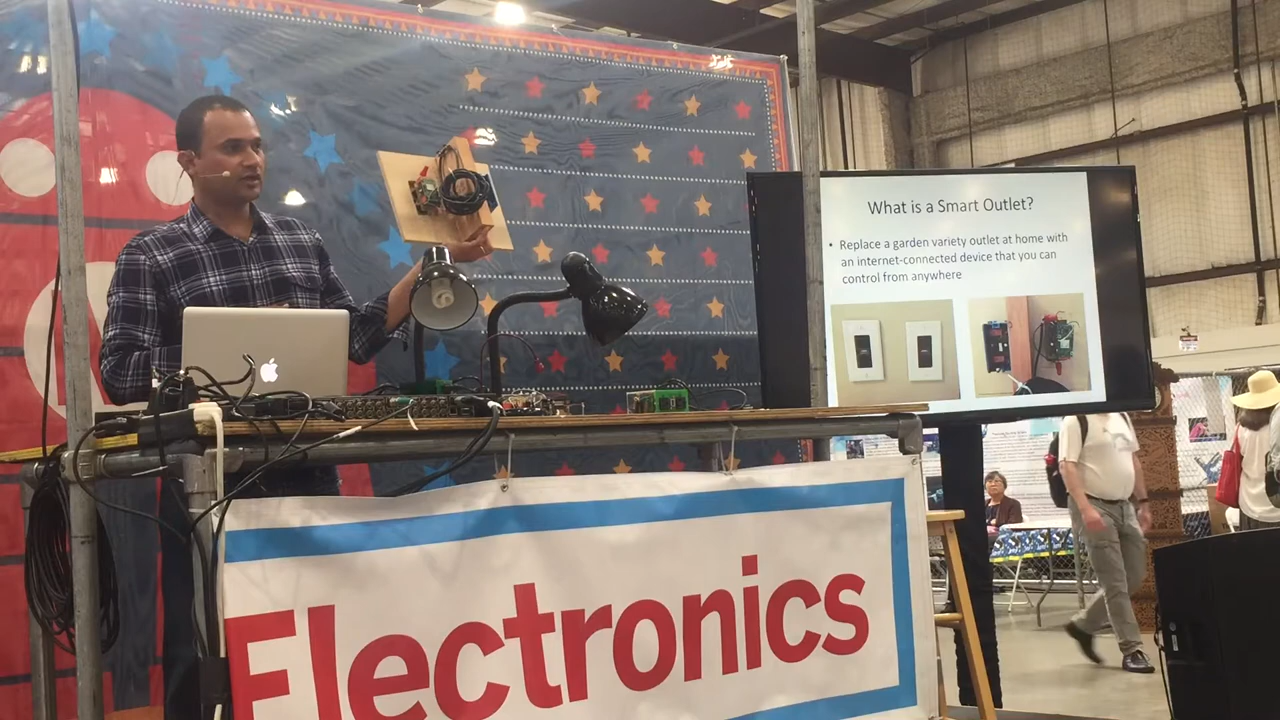 What is a Smart Outlet?
• Replace a garden variety outlet at home with
an internet-connected device that you can
control from anywhere
Electronics